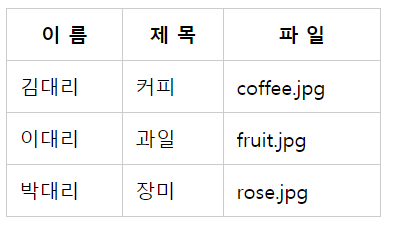 이 름 제 목 파 일
김대리 커피 coffee.jpg
이대리 과일 fruit.jpg
박대리 장미 rose.jpg